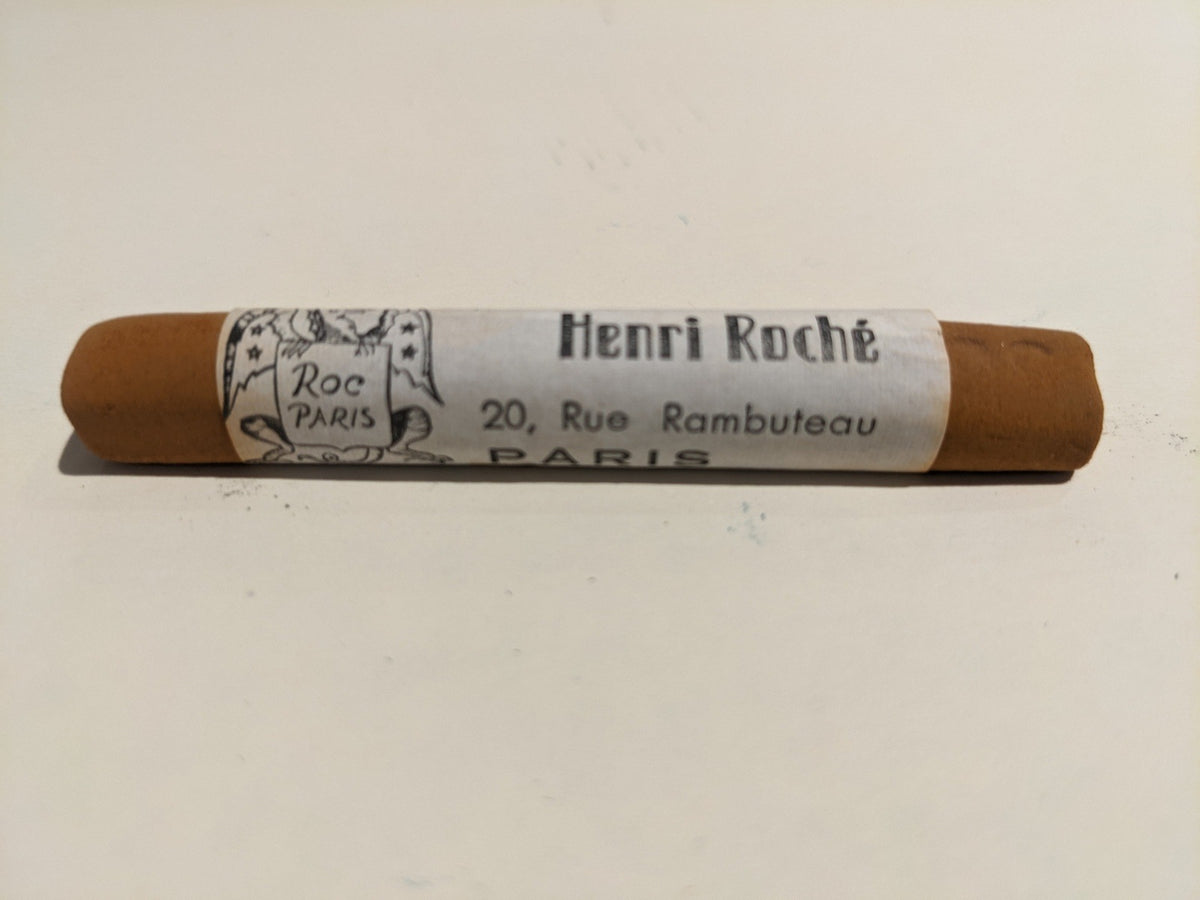 Roc
PARIS
Henri Roché
20, Rue Rambuteau
PARIS